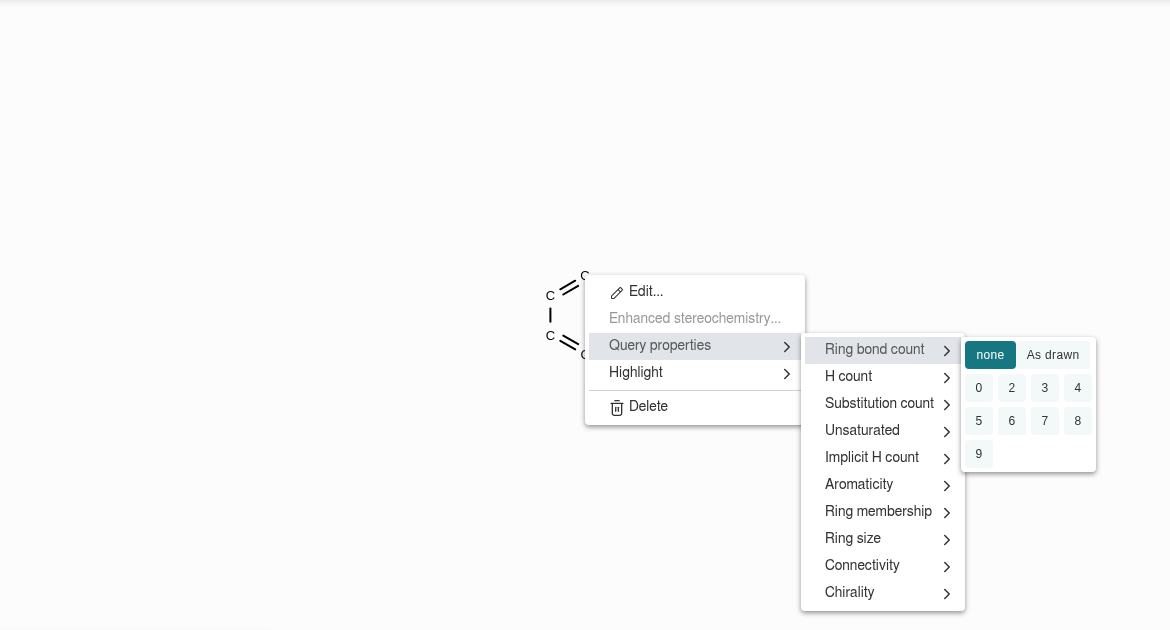 C
C
C
C
Edit...
Enhanced stereochemistry...
Query properties
Highlight
Delete
Ring bond count
H count
Substitution count
Unsaturated
Implicit H count
Aromaticity
Ring membership
Ring size
Connectivity
Chirality
none As drawn
0 2 3 4
5 6 7 8
9